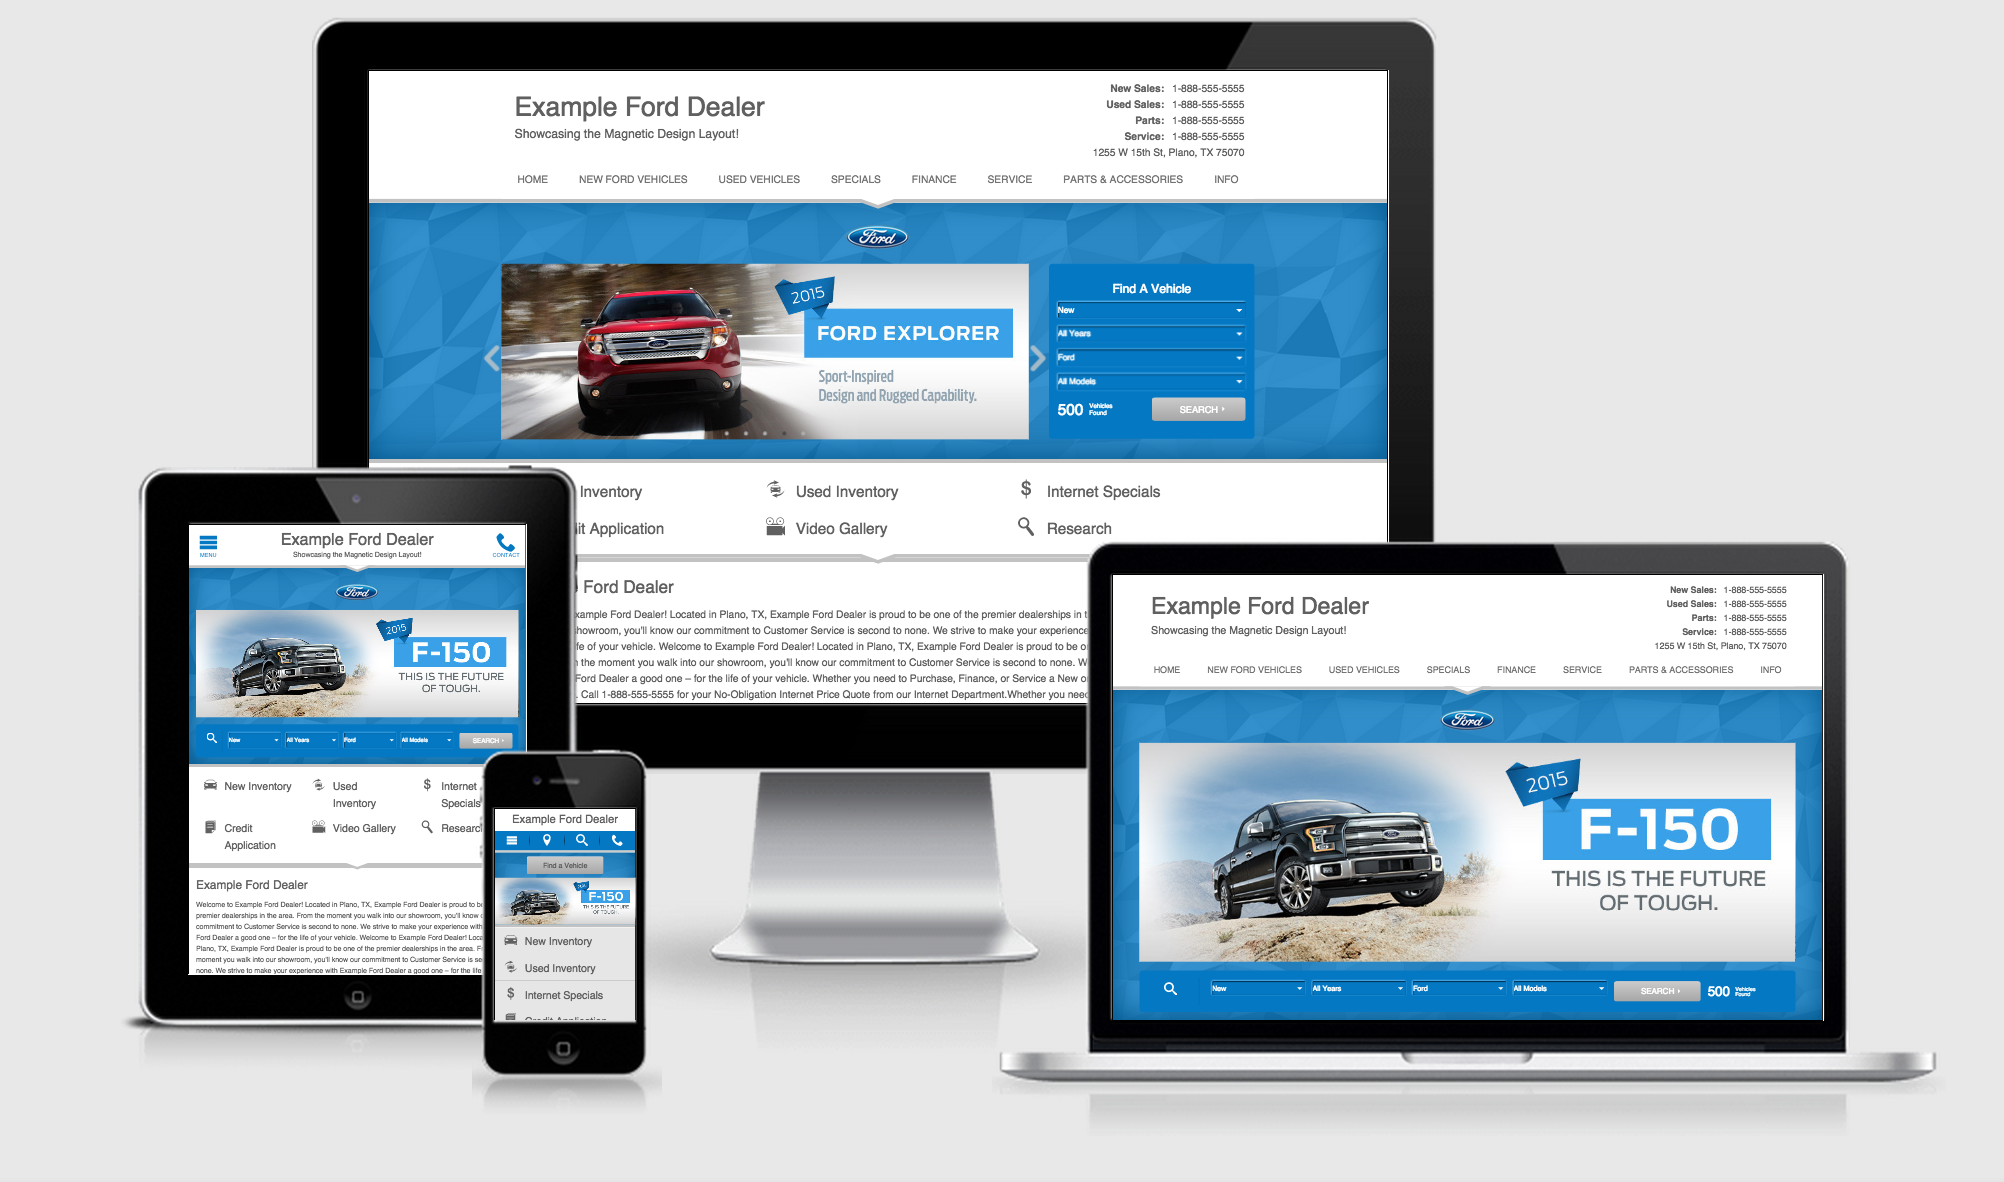 Example Ford Dealer
Showcasing the Magnetic Design Layout!
New Sales: 1-888-555-5555
Used Sales: 1-888-555-5555
Parts: 1-888-555-5555
Service: 1-888-555-5555
1255 W 15th St, Plano, TX 75070
HOME NEW FORD VEHICLES USED VEHICLES SPECIALS FINANCE SERVICE PARTS & ACCESSORIES INFO
Ford
2015
FORD EXPLORER
Sport-Inspired
Design and Rugged Capability.
Find A Vehicle
New
All Years
Ford
All Models
500 Vehicles Found
SEARCH
Inventory Used Inventory Internet Specials
it Application Video Gallery Research
Ford Dealer
xample Ford Dealer! Located in Plano, TX, Example Ford Dealer is proud to be one of the premier dealerships in t
howroom, you'll know our commitment to Customer Service is second to none. We strive to make your experience
fe of your vehicle. Welcome to Example Ford Dealer! Located in Plano, TX, Example Ford Dealer is proud to be o
the moment you walk into our showroom, you'll know our commitment to Customer Service is second to none. W
Ford Dealer a good one – for the life of your vehicle. Whether you need to Purchase, Finance, or Service a New o
. Call 1-888-555-5555 for your No-Obligation Internet Price Quote from our Internet Department.Whether you need
MENU
Example Ford Dealer
Showcasing the Magnetic Design Layout!
CONTACT
Ford
2015
F-150
THIS IS THE FUTURE
OF TOUGH.
New All Years Ford All Models SEARCH
New Inventory Used Inventory Internet Specials
Credit Application Video Gallery Research
Example Ford Dealer
Welcome to Example Ford Dealer! Located in Plano, TX, Example Ford Dealer is proud to be
premier dealerships in the area. From the moment you walk into our showroom, you'll know
commitment to Customer Service is second to none. We strive to make your experience with
Ford Dealer a good one – for the life of your vehicle. Welcome to Example Ford Dealer! Loca
Plano, TX, Example Ford Dealer is proud to be one of the premier dealerships in the area. F
moment you walk into our showroom, you'll know our commitment to Customer Service is se
none. We strive to make your experience with Example Ford Dealer a good one – for the life
Example Ford Dealer
Find a Vehicle
2015
F-150
THIS IS THE FUTURE
OF TOUGH.
New Inventory
Used Inventory
Internet Specials
Credit Application
Example Ford Dealer
Showcasing the Magnetic Design Layout!
New Sales: 1-888-555-5555
Used Sales: 1-888-555-5555
Parts: 1-888-555-5555
Service: 1-888-555-5555
1255 W 15th St, Plano, TX 75070
HOME NEW FORD VEHICLES USED VEHICLES SPECIALS FINANCE SERVICE PARTS & ACCESSORIES INFO
Ford
2015
F-150
THIS IS THE FUTURE
OF TOUGH.
New All Years Ford All Models SEARCH 500 Vehicles Found